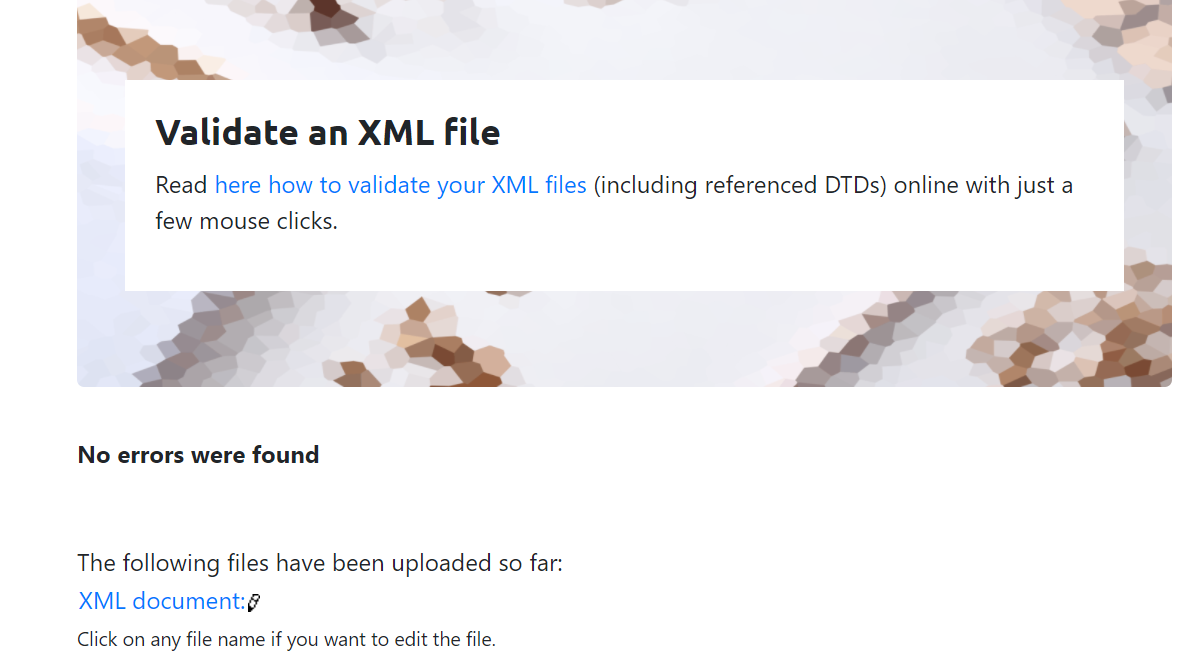 Validate an XML file
Read here how to validate your XML files (including referenced DTDs) online with just a
few mouse clicks.
No errors were found
The following files have been uploaded so far:
XML document:
Click on any file name if you want to edit the file.